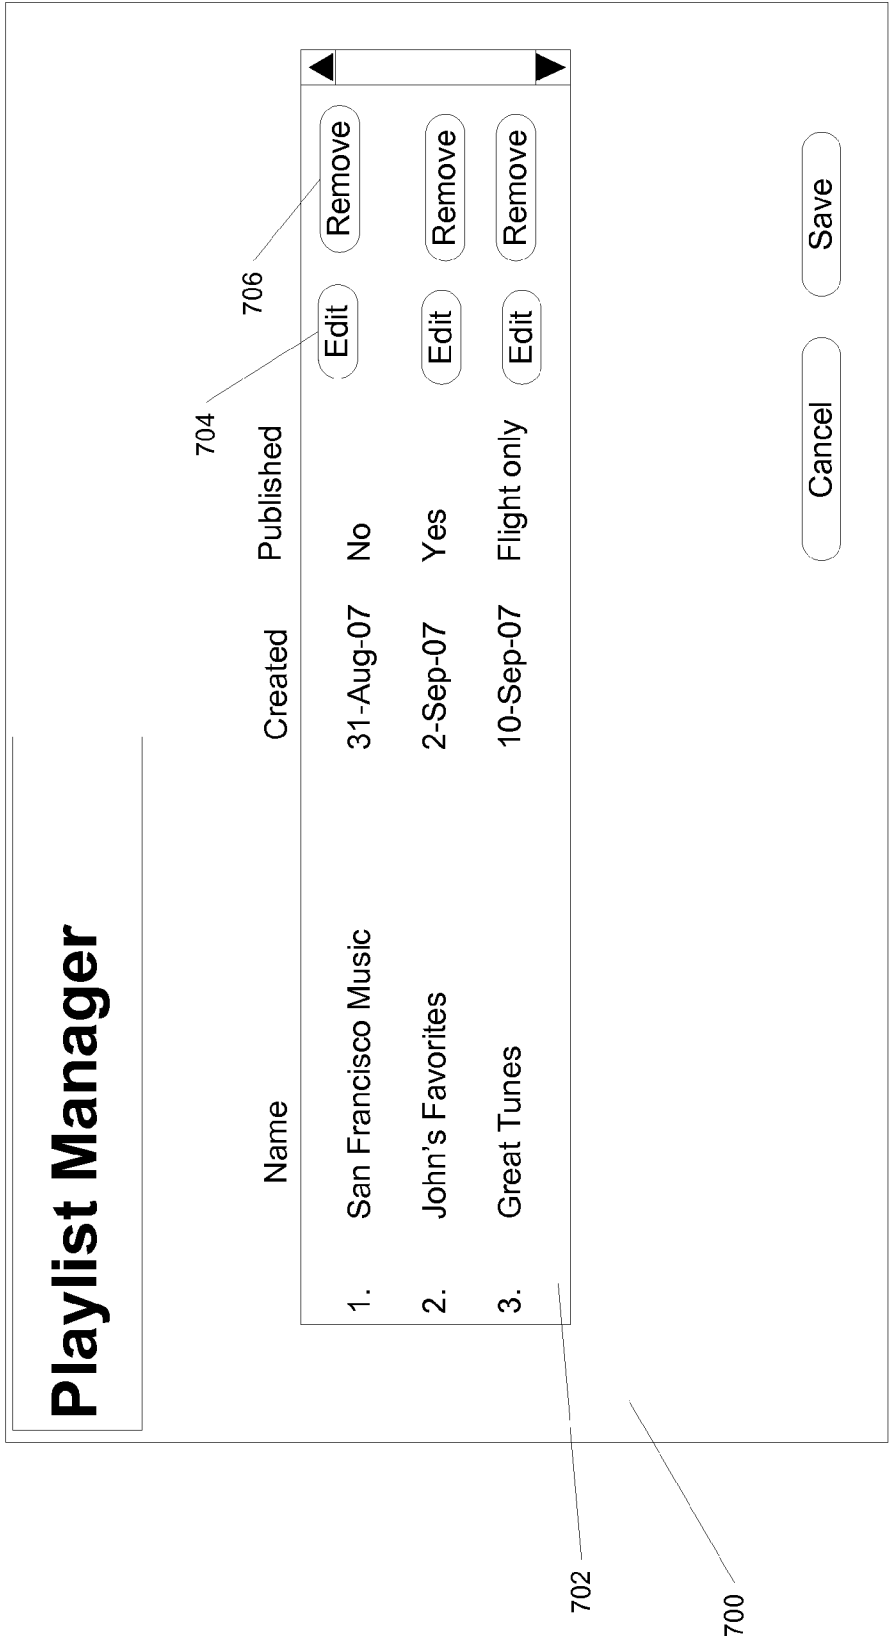 Playlist Manager
706
704
Name Created Published
1. San Francisco Music 31-Aug-07 No Edit Remove
2. John's Favorites 2-Sep-07 Yes Edit Remove
3. Great Tunes 10-Sep-07 Flight only Edit Remove
702
Cancel Save
700